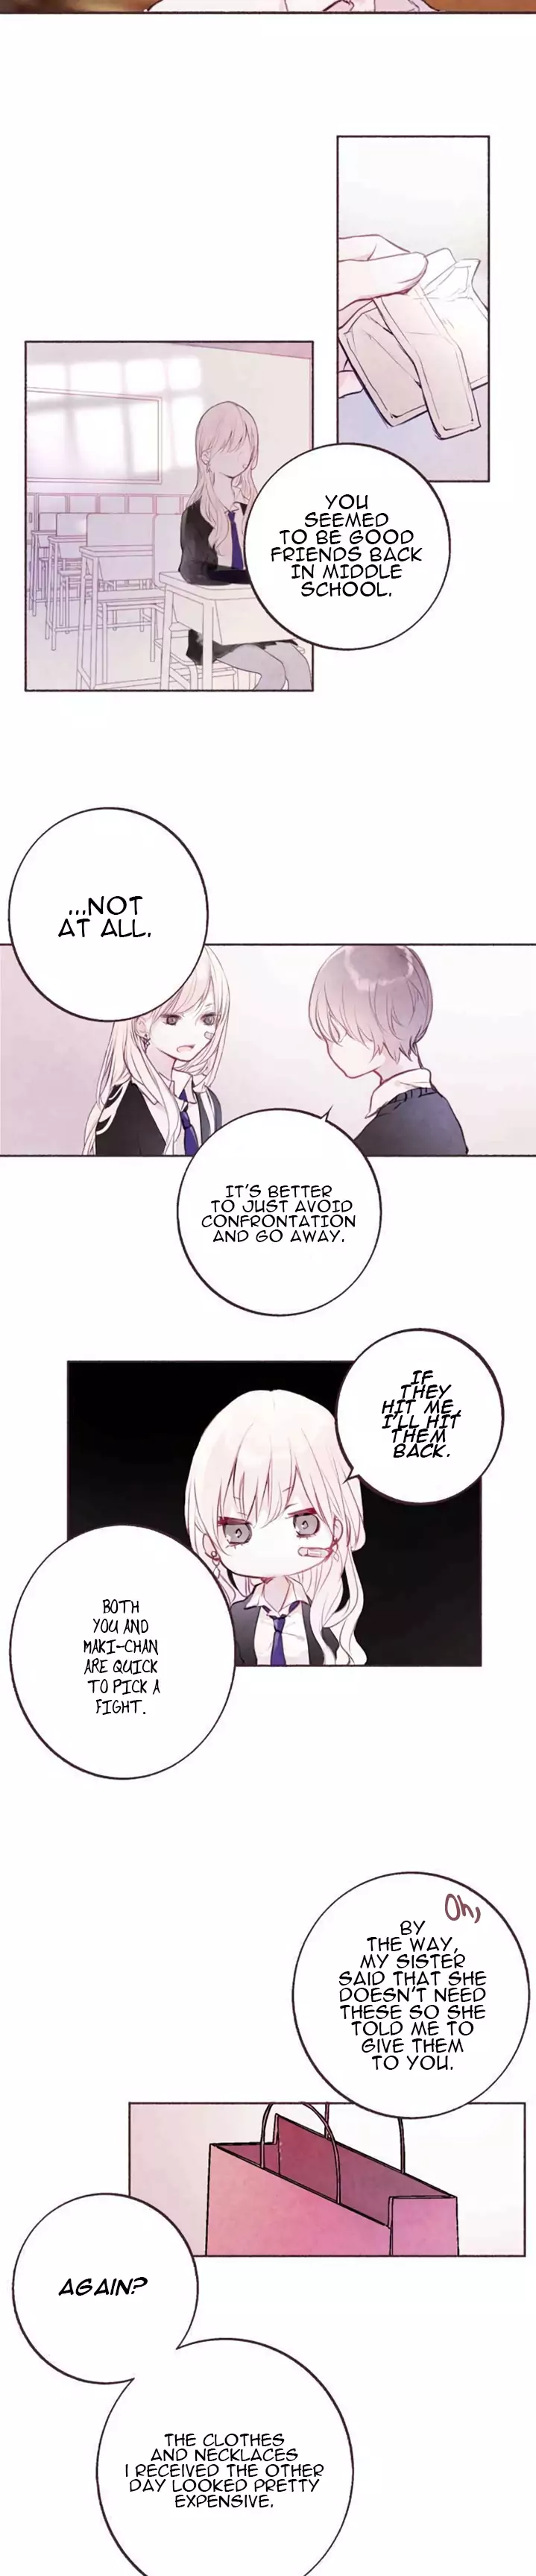 YOU
SEEMED
TO BE GOOD
FRIENDS BACK
IN MIDDLE
SCHOOL.
...NOT
AT ALL.
IT'S BETTER
TO JUST AVOID
CONFRONTATION
AND GO AWAY.
IF
THEY
HIT ME,
I'LL HIT
THEM
BACK.
BOTH
YOU AND
MAKI-CHAN
ARE QUICK
TO PICK A
FIGHT.
Oh,
BY
THE WAY,
MY SISTER
SAID THAT SHE
DOESN'T NEED
THESE SO SHE
TOLD ME TO
GIVE THEM
TO YOU.
AGAIN?
THE CLOTHES
AND NECKLACES
I RECEIVED THE OTHER
DAY LOOKED PRETTY
EXPENSIVE.